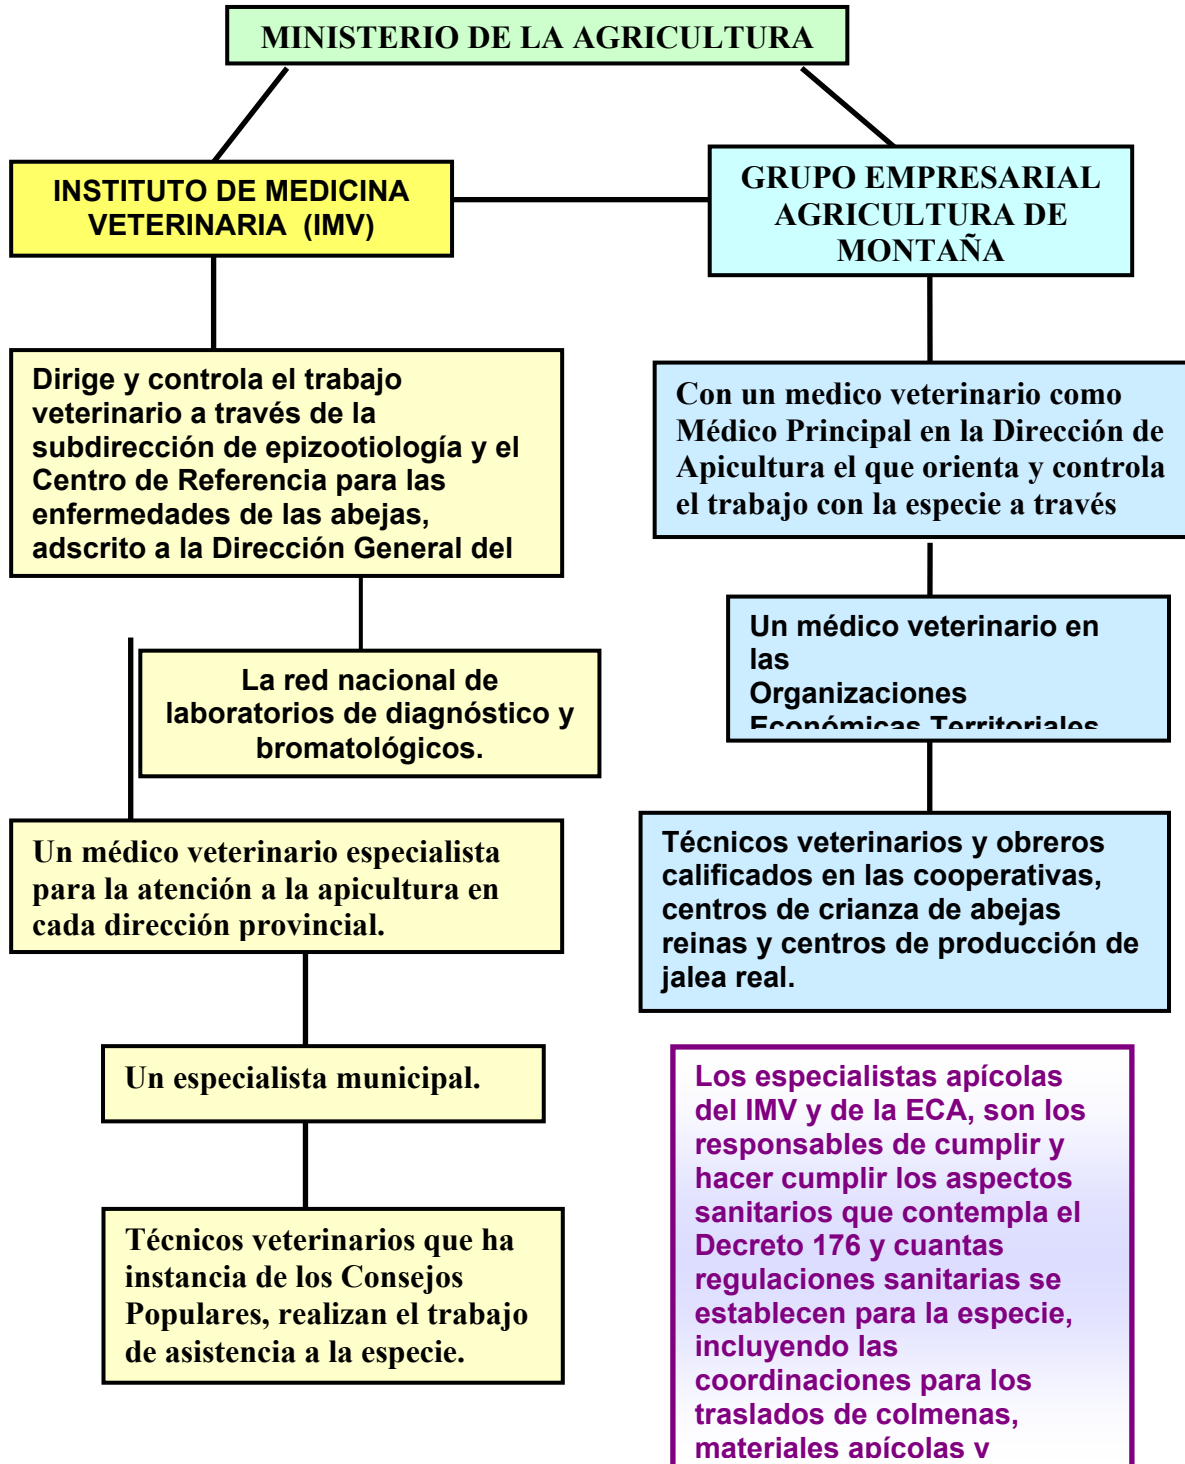 MINISTERIO DE LA AGRICULTURA
INSTITUTO DE MEDICINA
VETERINARIA (IMV)
GRUPO EMPRESARIAL
AGRICULTURA DE
MONTAÑA
Dirige y controla el trabajo
veterinario a través de la
subdirección de epizootiología y el
Centro de Referencia para las
enfermedades de las abejas,
adscrito a la Dirección General del
Con un medico veterinario como
Médico Principal en la Dirección de
Apicultura el que orienta y controla
el trabajo con la especie a través
La red nacional de
laboratorios de diagnóstico y
bromatológicos.
Un médico veterinario en
las
Organizaciones
Económicas Territoriales
Un médico veterinario especialista
para la atención a la apicultura en
cada dirección provincial.
Técnicos veterinarios y obreros
calificados en las cooperativas,
centros de crianza de abejas
reinas y centros de producción de
jalea real.
Un especialista municipal.
Técnicos veterinarios que ha
instancia de los Consejos
Populares, realizan el trabajo
de asistencia a la especie.
Los especialistas apícolas
del IMV y de la ECA, son los
responsables de cumplir y
hacer cumplir los aspectos
sanitarios que contempla el
Decreto 176 y cuantas
regulaciones sanitarias se
establecen para la especie,
incluyendo las
coordinaciones para los
traslados de colmenas,
materiales apícolas y